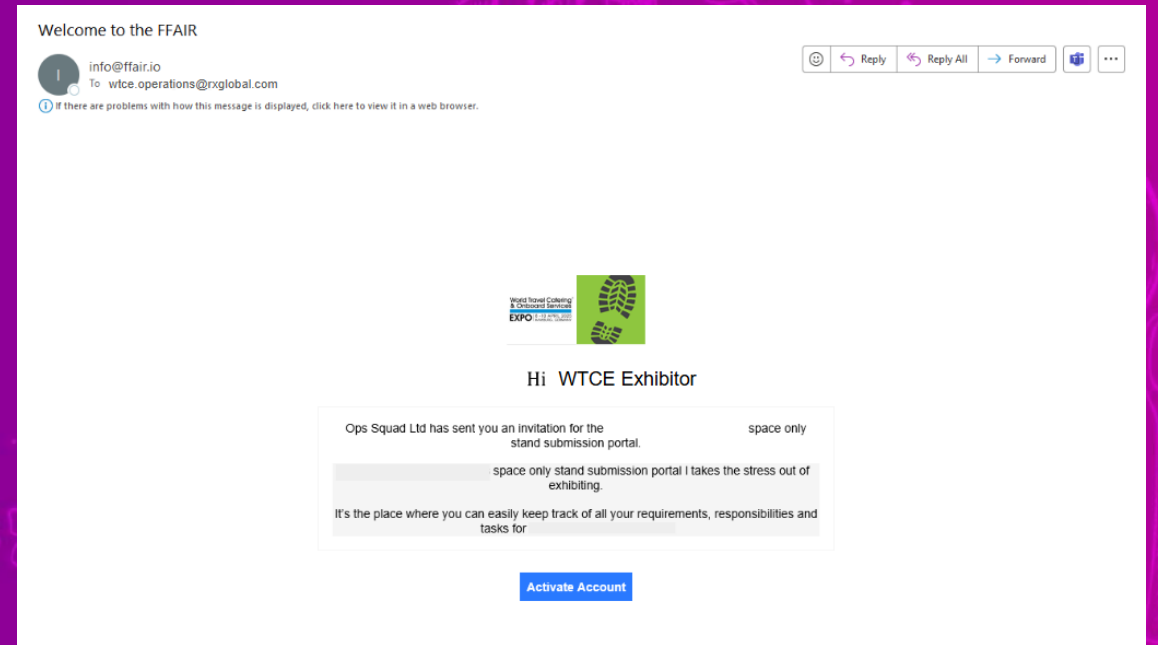 Welcome to the FFAIR
I
info@ffair.io
To wtce.operations@rxglobal.com
Reply
Reply All
Forward
If there are problems with how this message is displayed, click here to view it in a web browser.
World Travel Catering
& Onboard Services
EXPO
Hi WTCE Exhibitor
Ops Squad Ltd has sent you an invitation for the space only
stand submission portal.
space only stand submission portal I takes the stress out of
exhibiting.
It's the place where you can easily keep track of all your requirements, responsibilities and
tasks for
Activate Account